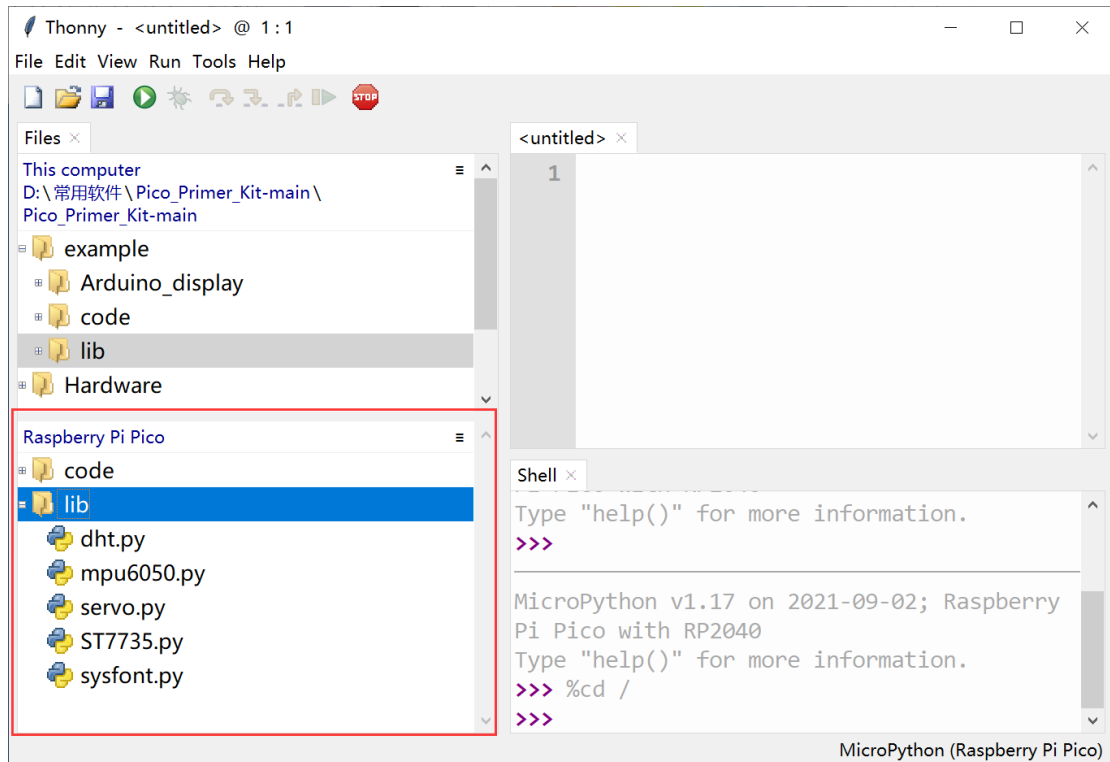 Thonny - <untitled> @ 1:1
File Edit View Run Tools Help
STOP
Files
This computer
D:\常用软件\Pico_Primer_Kit-main\
Pico_Primer_Kit-main
example
Arduino_display
code
lib
Hardware
Raspberry Pi Pico
code
lib
dht.py
mpu6050.py
servo.py
ST7735.py
sysfont.py
<untitled>
1
Shell
Type "help()" for more information.
>>>
MicroPython v1.17 on 2021-09-02; Raspberry
Pi Pico with RP2040
Type "help()" for more information.
>>> %cd /
>>>
MicroPython (Raspberry Pi Pico)